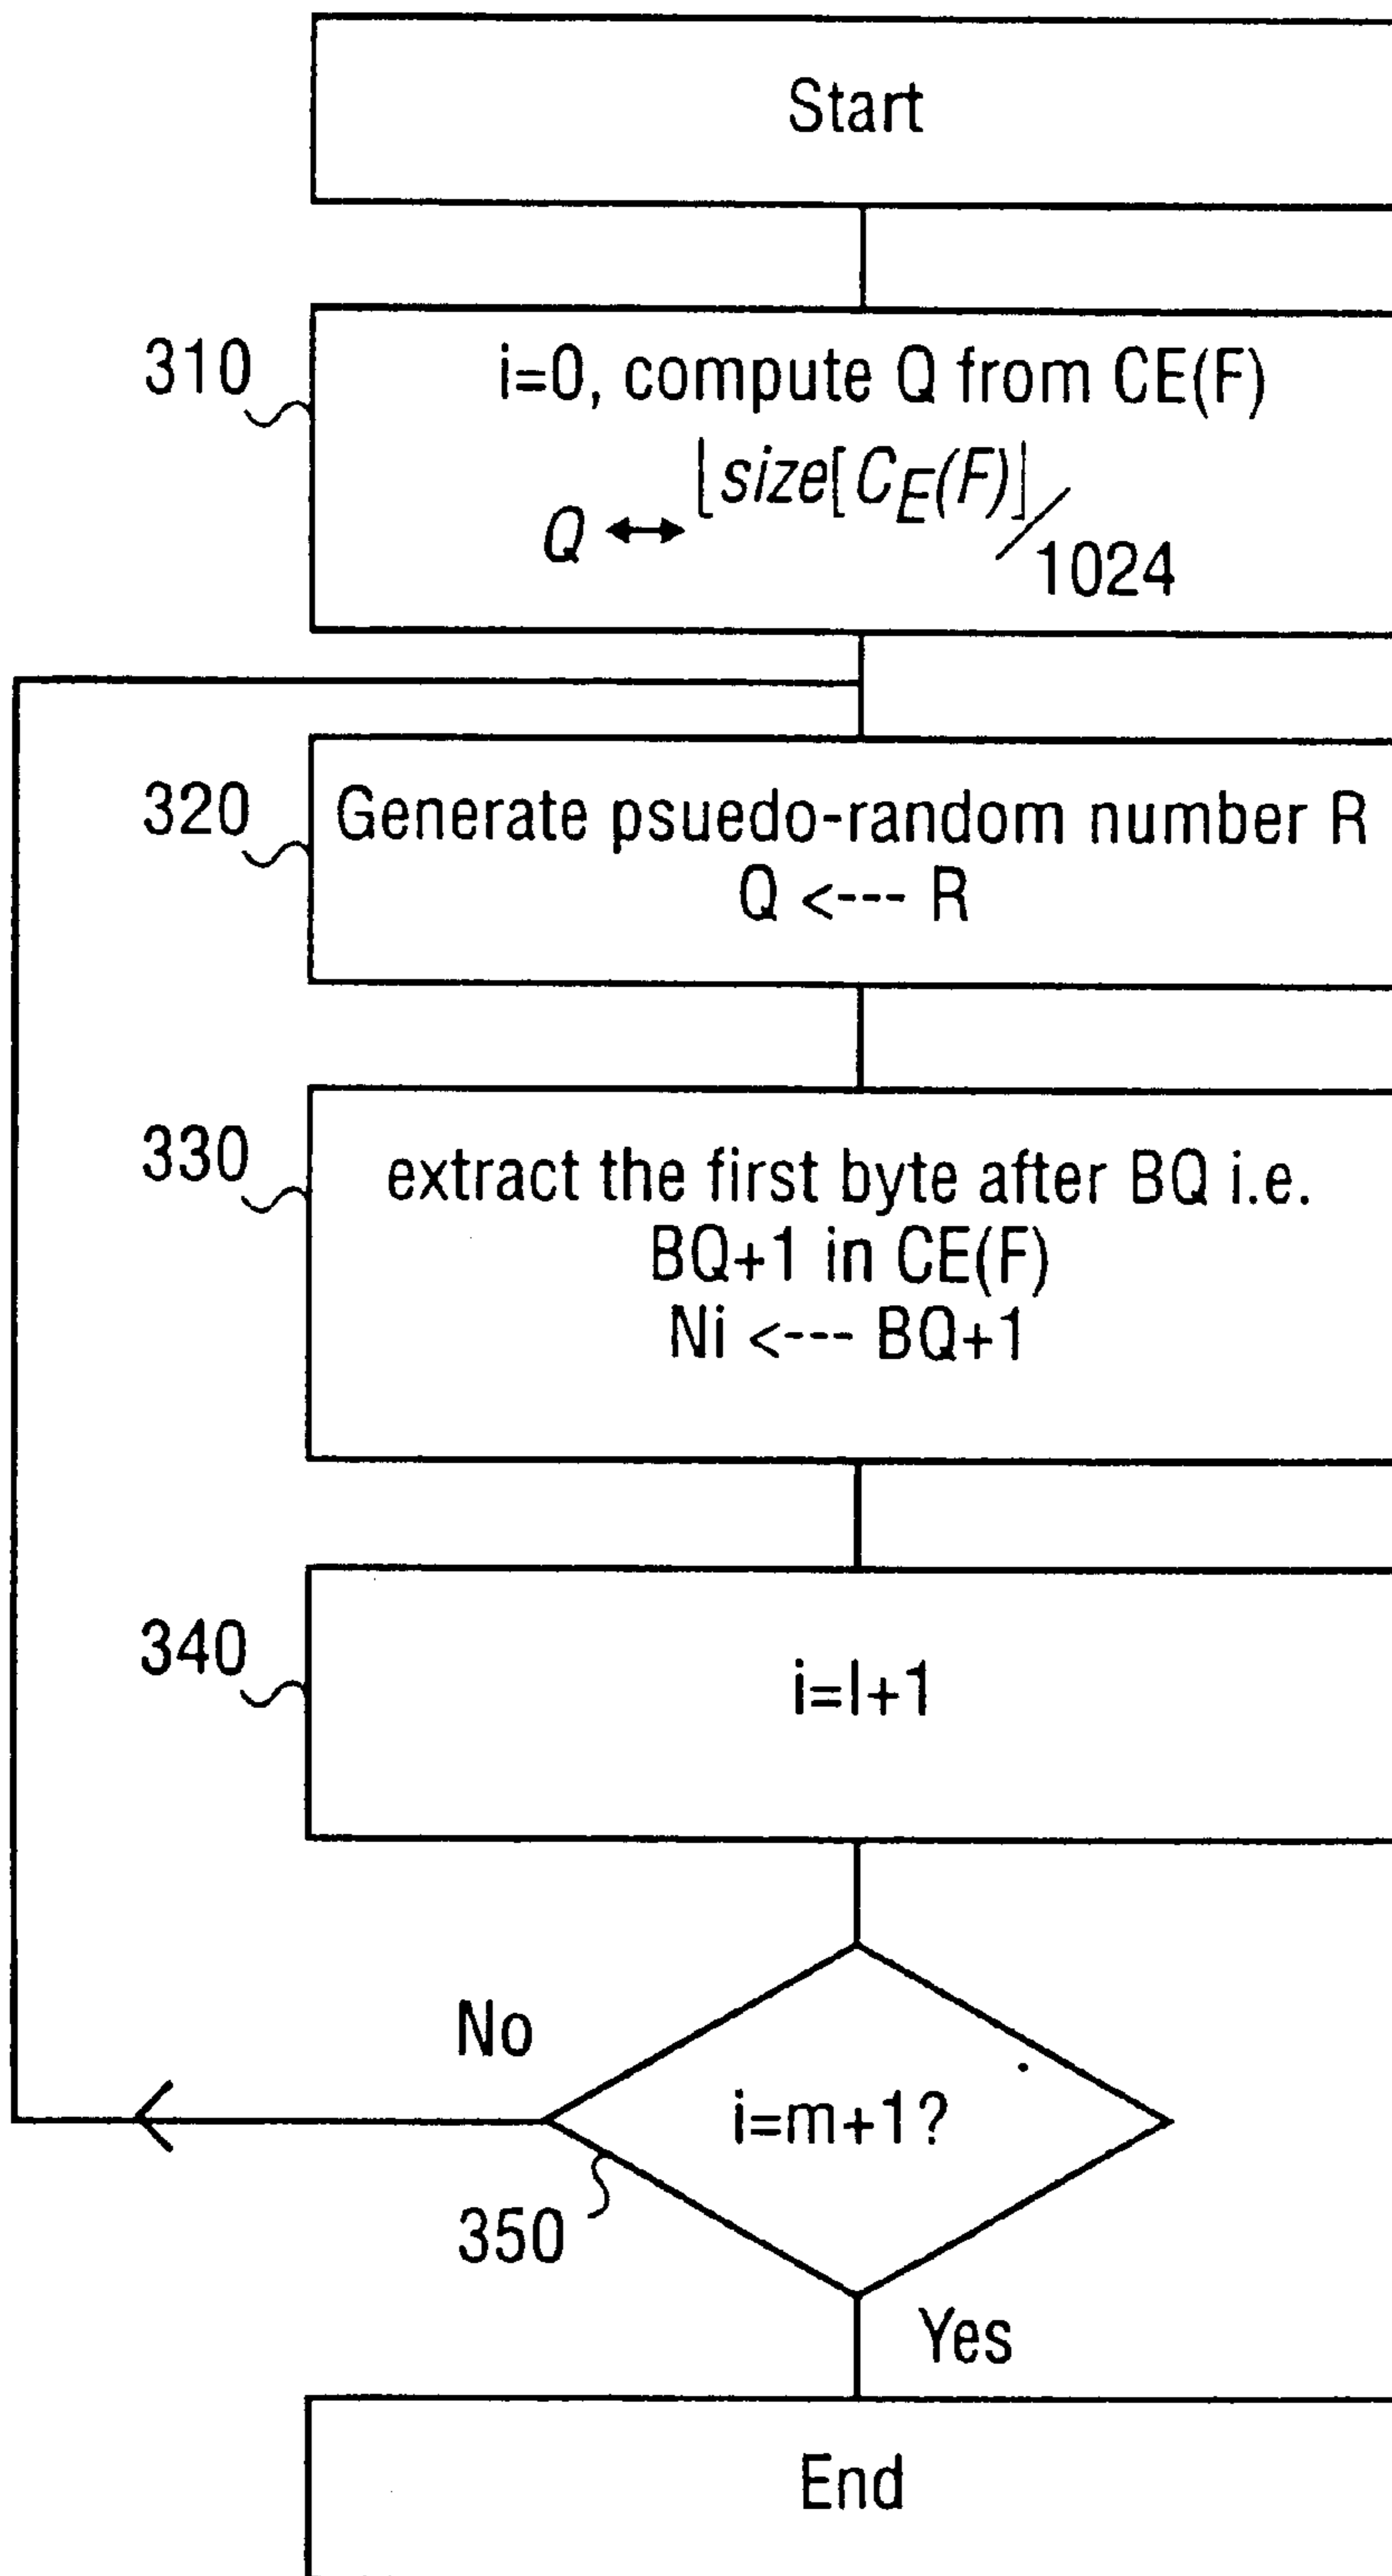 Start
310
i=0, compute Q from CE(F)
Q ↔ ⌊size[CE(F)⌋/1024
320
Generate psuedo-random number R
Q <--- R
330
extract the first byte after BQ i.e.
BQ+1 in CE(F)
Ni <--- BQ+1
340
i=I+1
No
i=m+1?
350
Yes
End